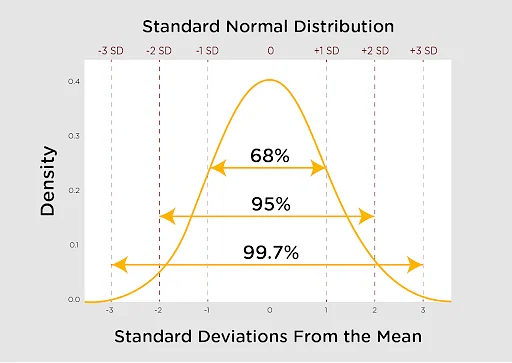 Standard Normal Distribution
-3 SD -2 SD -1 SD 0 +1 SD +2 SD +3 SD
0.4
0.3
68%
0.2
95%
0.1
99.7%
0.0
Density
-3 -2 -1 0 1 2 3
Standard Deviations From the Mean